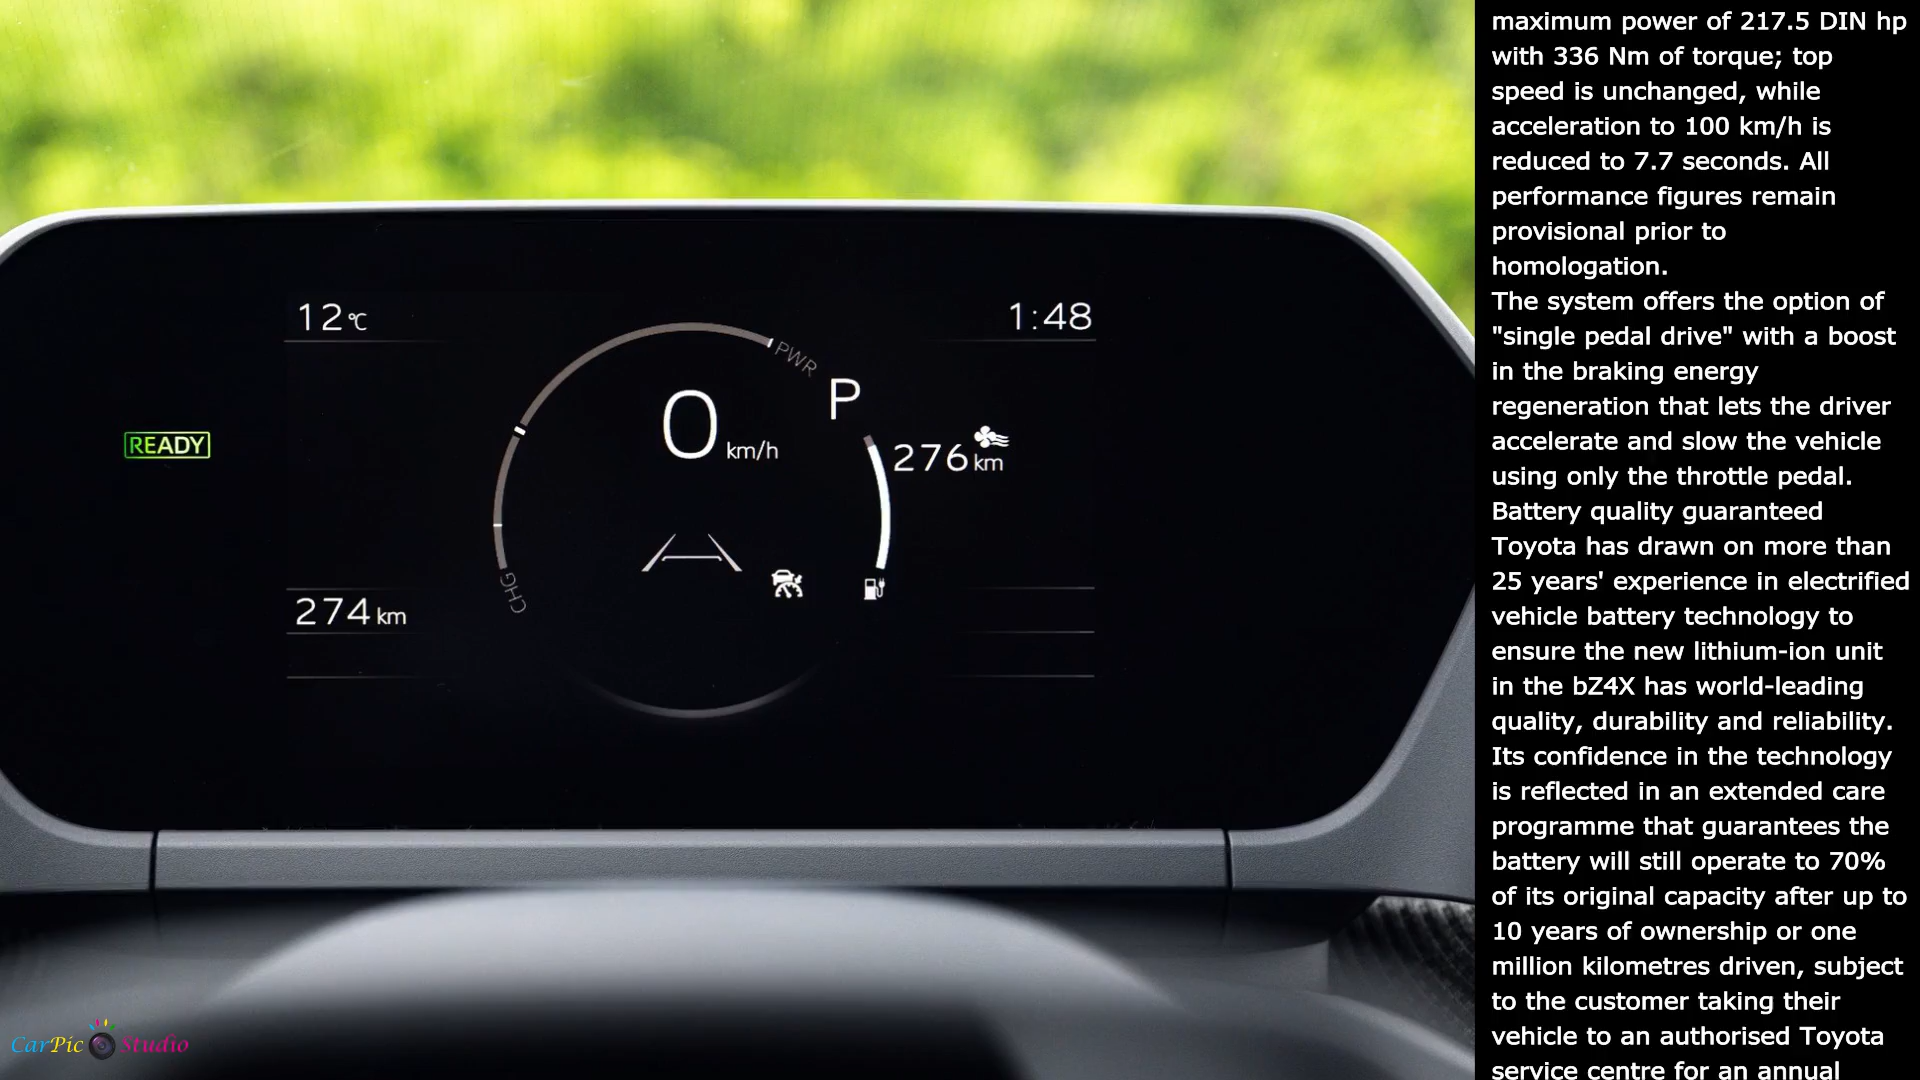 12℃
1:48
PWR
P
0 km/h
276 km
READY
CHG
274 km
CarPic Studio
maximum power of 217.5 DIN hp
with 336 Nm of torque; top
speed is unchanged, while
acceleration to 100 km/h is
reduced to 7.7 seconds. All
performance figures remain
provisional prior to
homologation.
The system offers the option of
"single pedal drive" with a boost
in the braking energy
regeneration that lets the driver
accelerate and slow the vehicle
using only the throttle pedal.
Battery quality guaranteed
Toyota has drawn on more than
25 years' experience in electrified
vehicle battery technology to
ensure the new lithium-ion unit
in the bZ4X has world-leading
quality, durability and reliability.
Its confidence in the technology
is reflected in an extended care
programme that guarantees the
battery will still operate to 70%
of its original capacity after up to
10 years of ownership or one
million kilometres driven, subject
to the customer taking their
vehicle to an authorised Toyota
service centre for an annual